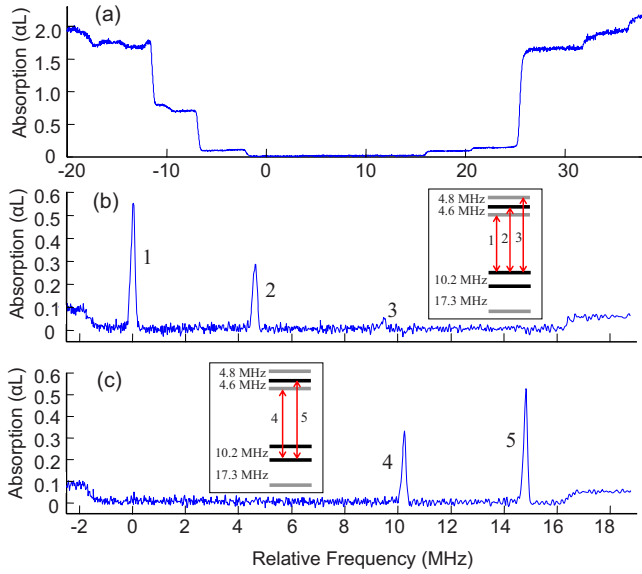 (a)
Absorption (αL)
2.0
1.5
1.0
0.5
0
-20 -10 0 10 20 30
(b)
Absorption (αL)
0.6
0.5
0.4
0.3
0.2
0.1
0
1
2
3
4.8 MHz
4.6 MHz
1 2 3
10.2 MHz
17.3 MHz
(c)
Absorption (αL)
0.6
0.5
0.4
0.3
0.2
0.1
0
4.8 MHz
4.6 MHz
4 5
10.2 MHz
17.3 MHz
4
5
-2 0 2 4 6 8 10 12 14 16 18
Relative Frequency (MHz)